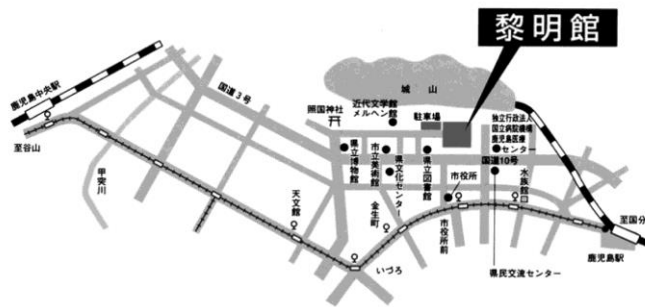 黎明館
鹿児島中央駅
至谷山
国道3号
甲突川
天文館
照国神社
近代文学館
メルヘン館
城山
駐車場
県立博物館
市立美術館
県文化センター
県立図書館
独立行政法人
国立病院機構
鹿児島医療
センター
国道10号
市役所
水族館口
金生町
いづろ
市役所前
県民交流センター
至国分
鹿児島駅